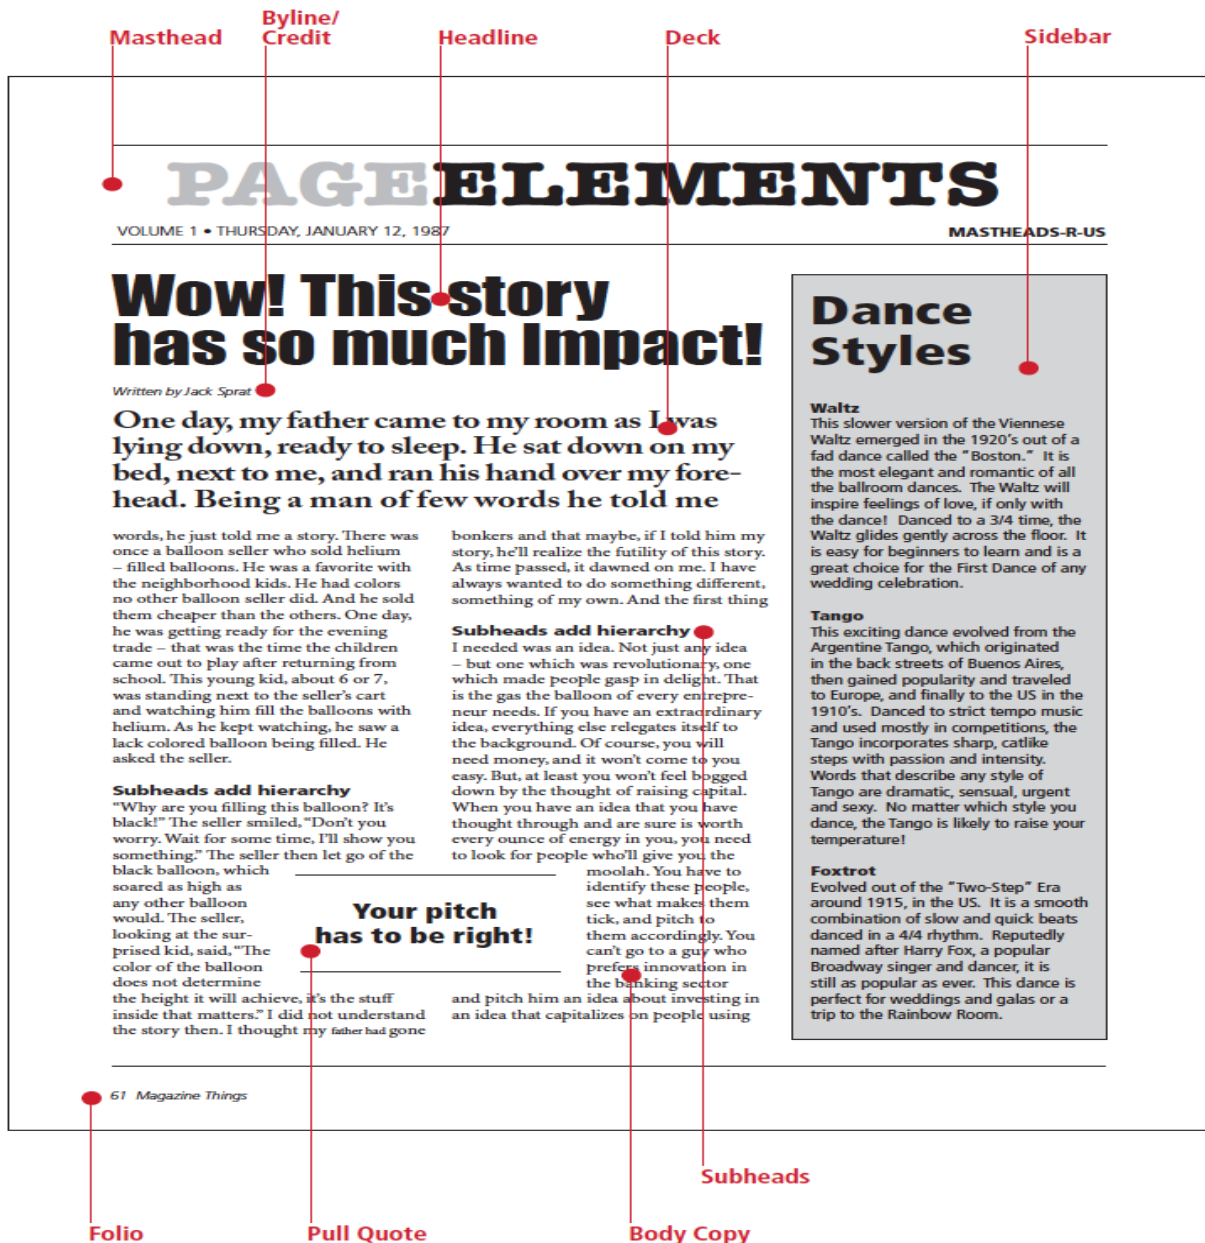 Masthead
Byline/
Credit
Headline
Deck
Sidebar
PAGEELEMENTS
VOLUME 1 • THURSDAY, JANUARY 12, 1987
MASTHEADS-R-US
Wow! This story
has so much Impact!
Written by Jack Sprat
One day, my father came to my room as I was
lying down, ready to sleep. He sat down on my
bed, next to me, and ran his hand over my fore-
head. Being a man of few words he told me
words, he just told me a story. There was
once a balloon seller who sold helium
– filled balloons. He was a favorite with
the neighborhood kids. He had colors
no other balloon seller did. And he sold
them cheaper than the others. One day,
he was getting ready for the evening
trade – that was the time the children
came out to play after returning from
school. This young kid, about 6 or 7,
was standing next to the seller's cart
and watching him fill the balloons with
helium. As he kept watching, he saw a
lack colored balloon being filled. He
asked the seller.
Subheads add hierarchy
"Why are you filling this balloon? It's
black!" The seller smiled, "Don't you
worry. Wait for some time, I'll show you
something." The seller then let go of the
black balloon, which
soared as high as
any other balloon
would. The seller,
looking at the sur-
prised kid, said, "The
color of the balloon
does not determine
the height it will achieve, it's the stuff
inside that matters." I did not understand
the story then. I thought my father had gone
bonkers and that maybe, if I told him my
story, he'll realize the futility of this story.
As time passed, it dawned on me. I have
always wanted to do something different,
something of my own. And the first thing
Subheads add hierarchy
I needed was an idea. Not just any idea
– but one which was revolutionary, one
which made people gasp in delight. That
is the gas the balloon of every entrepre-
neur needs. If you have an extraordinary
idea, everything else relegates itself to
the background. Of course, you will
need money, and it won't come to you
easy. But, at least you won't feel bogged
down by the thought of raising capital.
When you have an idea that you have
thought through and are sure is worth
every ounce of energy in you, you need
to look for people who'll give you the
moolah. You have to
identify these people,
see what makes them
tick, and pitch to
them accordingly. You
can't go to a guy who
prefers innovation in
the banking sector
and pitch him an idea about investing in
an idea that capitalizes on people using
Your pitch
has to be right!
Dance
Styles
Waltz
This slower version of the Viennese
Waltz emerged in the 1920's out of a
fad dance called the "Boston." It is
the most elegant and romantic of all
the ballroom dances. The Waltz will
inspire feelings of love, if only with
the dance! Danced to a 3/4 time, the
Waltz glides gently across the floor. It
is easy for beginners to learn and is a
great choice for the First Dance of any
wedding celebration.
Tango
This exciting dance evolved from the
Argentine Tango, which originated
in the back streets of Buenos Aires,
then gained popularity and traveled
to Europe, and finally to the US in the
1910's. Danced to strict tempo music
and used mostly in competitions, the
Tango incorporates sharp, catlike
steps with passion and intensity.
Words that describe any style of
Tango are dramatic, sensual, urgent
and sexy. No matter which style you
dance, the Tango is likely to raise your
temperature!
Foxtrot
Evolved out of the "Two-Step" Era
around 1915, in the US. It is a smooth
combination of slow and quick beats
danced in a 4/4 rhythm. Reputedly
named after Harry Fox, a popular
Broadway singer and dancer, it is
still as popular as ever. This dance is
perfect for weddings and galas or a
trip to the Rainbow Room.
61 Magazine Things
Subheads
Folio
Pull Quote
Body Copy